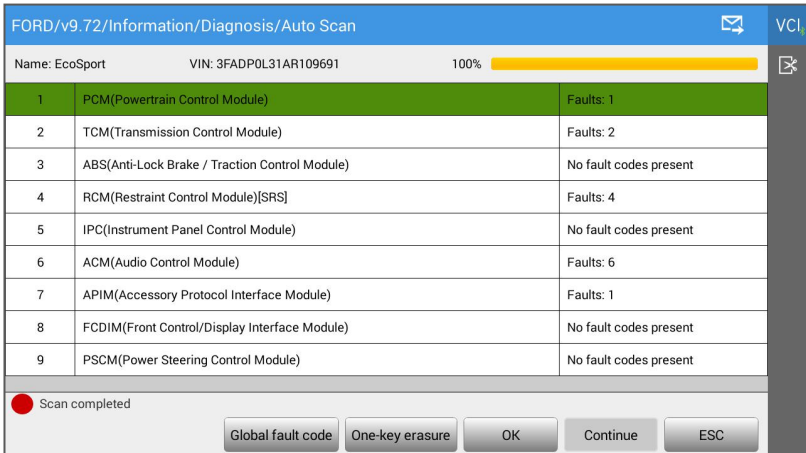 FORD/v9.72/Information/Diagnosis/Auto Scan
VCI
Name: EcoSport VIN: 3FADP0L31AR109691 100%
1 PCM(Powertrain Control Module) Faults: 1
2 TCM(Transmission Control Module) Faults: 2
3 ABS(Anti-Lock Brake / Traction Control Module) No fault codes present
4 RCM(Restraint Control Module)[SRS] Faults: 4
5 IPC(Instrument Panel Control Module) No fault codes present
6 ACM(Audio Control Module) Faults: 6
7 APIM(Accessory Protocol Interface Module) Faults: 1
8 FCDIM(Front Control/Display Interface Module) No fault codes present
9 PSCM(Power Steering Control Module) No fault codes present
Scan completed
Global fault code One-key erasure OK Continue ESC